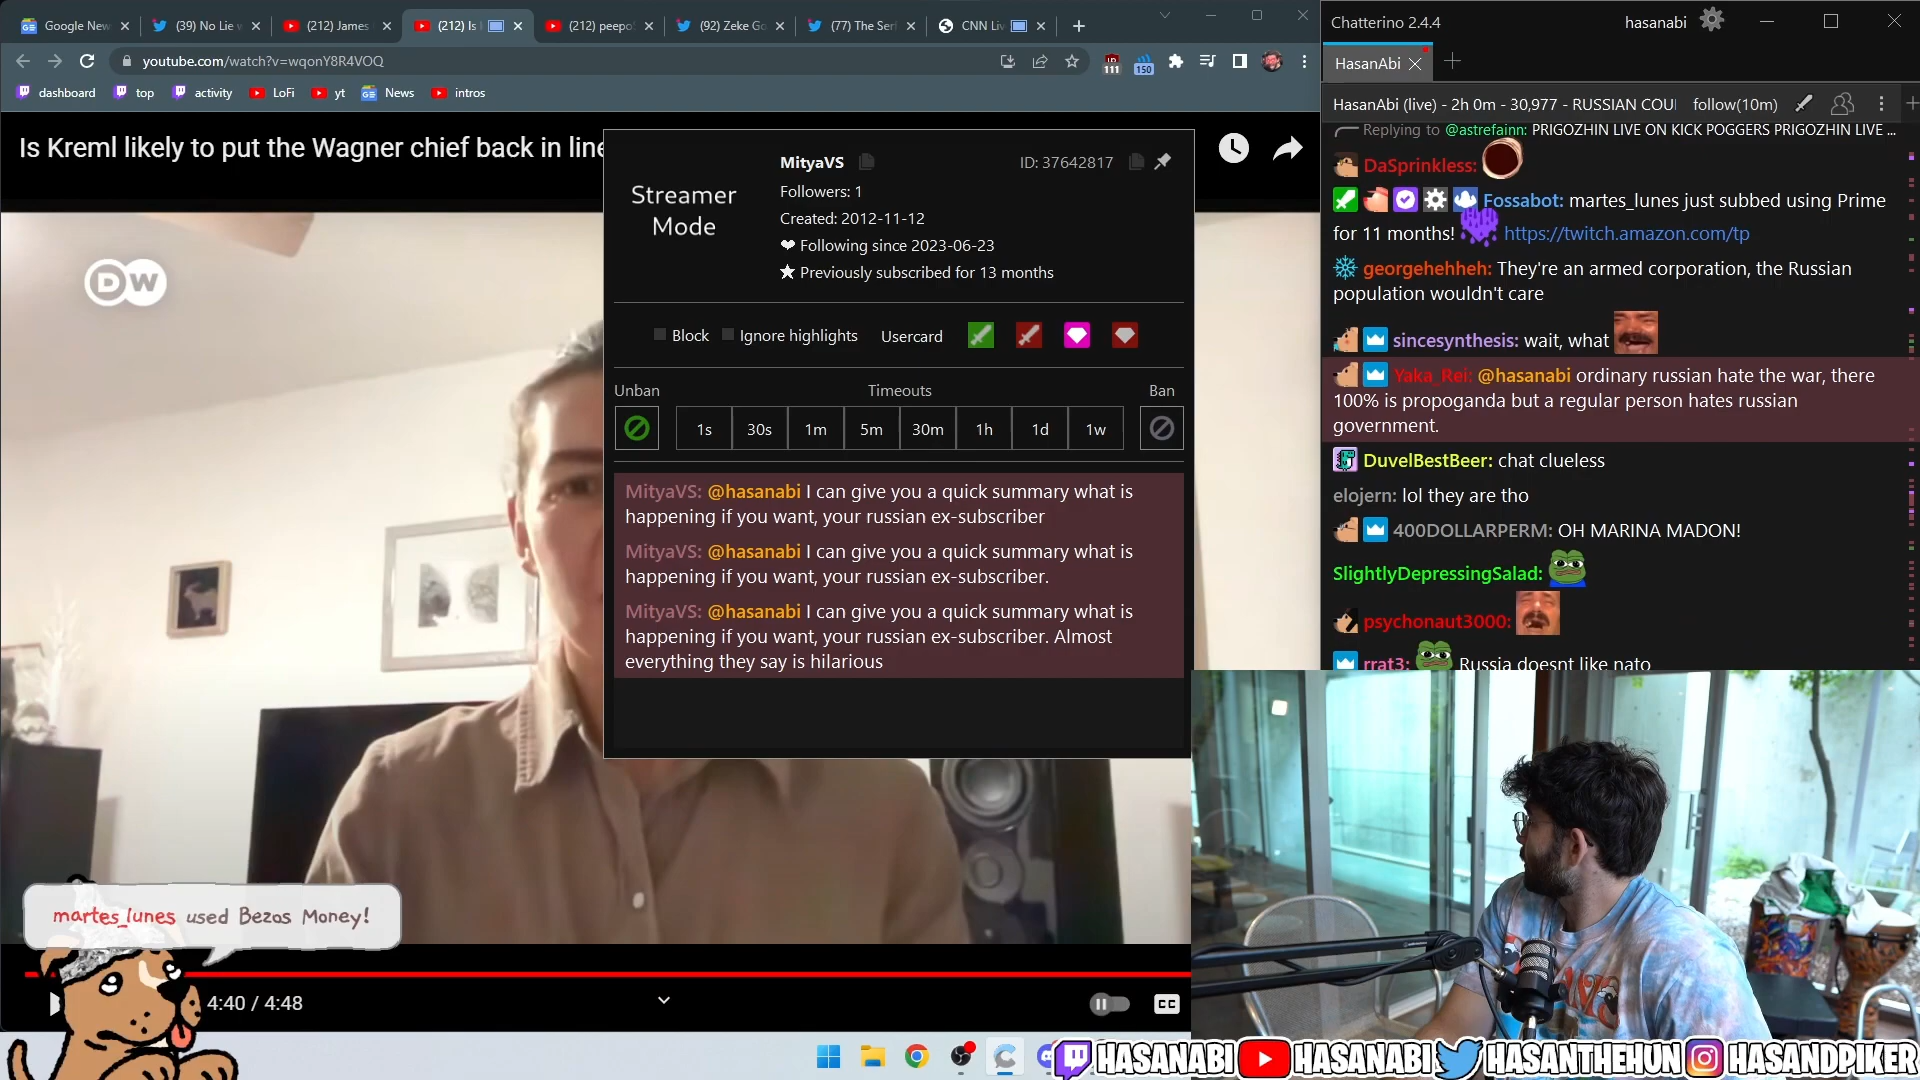 Google New
(39) No Lie w
(212) James
(212) Is
(212) peepo
(92) Zeke Go
(77) The Ser
CNN Liv
youtube.com/watch?v=wqonY8R4VOQ
111
150
dashboard
top
activity
LoFi
yt
News
intros
Is Kreml likely to put the Wagner chief back in line
DW
Streamer
Mode
MityaVS
ID: 37642817
Followers: 1
Created: 2012-11-12
❤ Following since 2023-06-23
★ Previously subscribed for 13 months
Block
Ignore highlights
Usercard
Unban
Timeouts
Ban
1s
30s
1m
5m
30m
1h
1d
1w
MityaVS: @hasanabi I can give you a quick summary what is
happening if you want, your russian ex-subscriber
MityaVS: @hasanabi I can give you a quick summary what is
happening if you want, your russian ex-subscriber.
MityaVS: @hasanabi I can give you a quick summary what is
happening if you want, your russian ex-subscriber. Almost
everything they say is hilarious
martes_lunes used Bezos Money!
4:40 / 4:48
CC
Chatterino 2.4.4
hasanabi
HasanAbi
HasanAbi (live) - 2h 0m - 30,977 - RUSSIAN COU
follow(10m)
Replying to @astrefainn: PRIGOZHIN LIVE ON KICK POGGERS PRIGOZHIN LIVE ...
DaSprinkless:
Fossabot: martes_lunes just subbed using Prime
for 11 months! https://twitch.amazon.com/tp
georgehehheh: They're an armed corporation, the Russian
population wouldn't care
sincesynthesis: wait, what
Yaka_Rei: @hasanabi ordinary russian hate the war, there
100% is propoganda but a regular person hates russian
government.
DuvelBestBeer: chat clueless
elojern: lol they are tho
400DOLLARPERM: OH MARINA MADON!
SlightlyDepressingSalad:
psychonaut3000:
rrat3: Russia doesnt like nato
HASANABI
HASANABI
HASANTHEHUN
HASANDPIKER